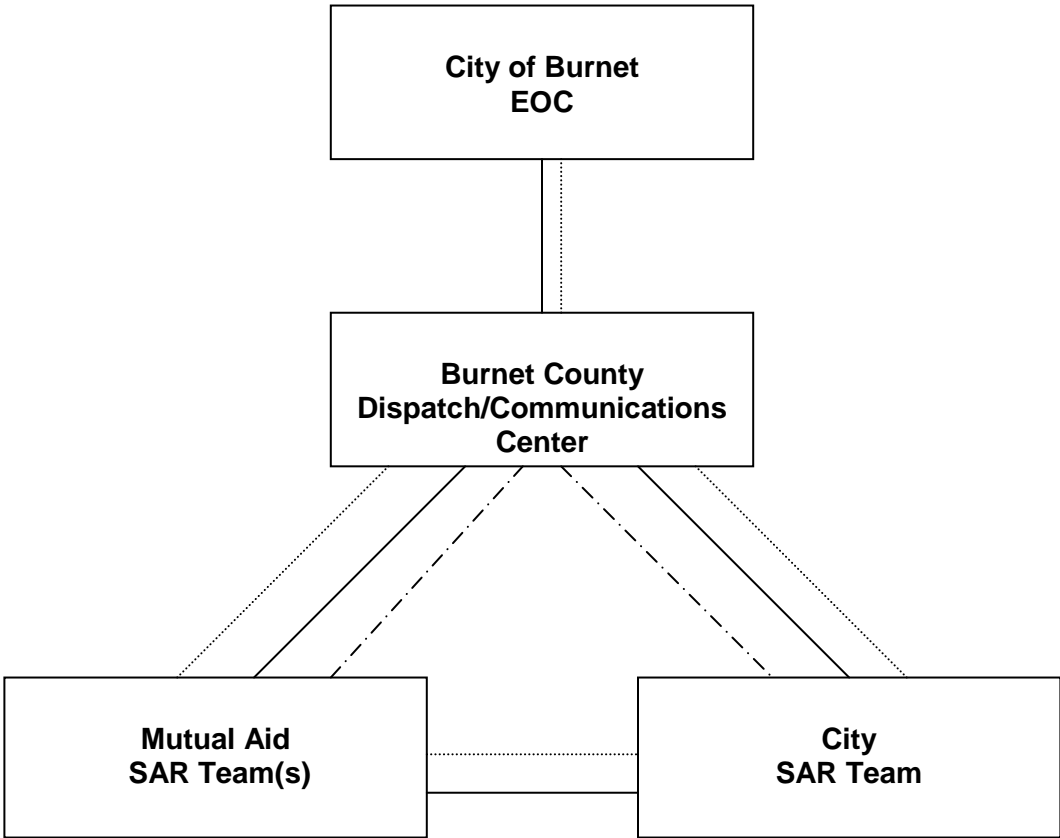 City of Burnet
EOC
Burnet County
Dispatch/Communications
Center
Mutual Aid
SAR Team(s)
City
SAR Team